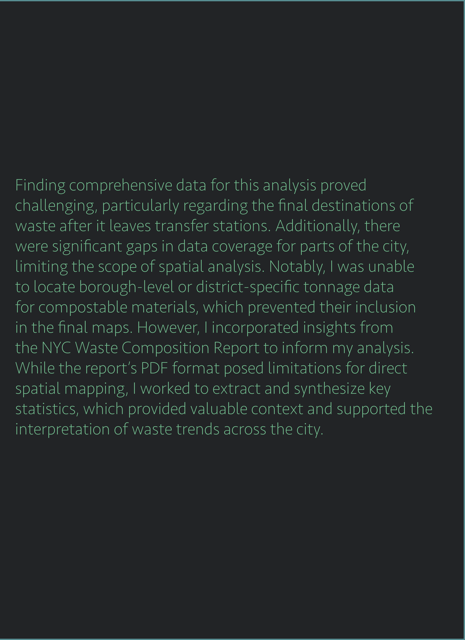 Finding comprehensive data for this analysis proved
challenging, particularly regarding the final destinations of
waste after it leaves transfer stations. Additionally, there
were significant gaps in data coverage for parts of the city,
limiting the scope of spatial analysis. Notably, I was unable
to locate borough-level or district-specific tonnage data
for compostable materials, which prevented their inclusion
in the final maps. However, I incorporated insights from
the NYC Waste Composition Report to inform my analysis.
While the report's PDF format posed limitations for direct
spatial mapping, I worked to extract and synthesize key
statistics, which provided valuable context and supported the
interpretation of waste trends across the city.